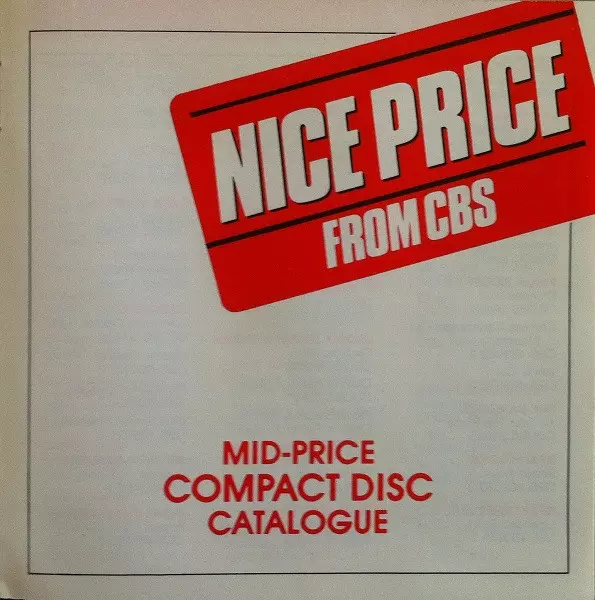 NICE PRICE
FROM CBS
MID-PRICE
COMPACT DISC
CATALOGUE